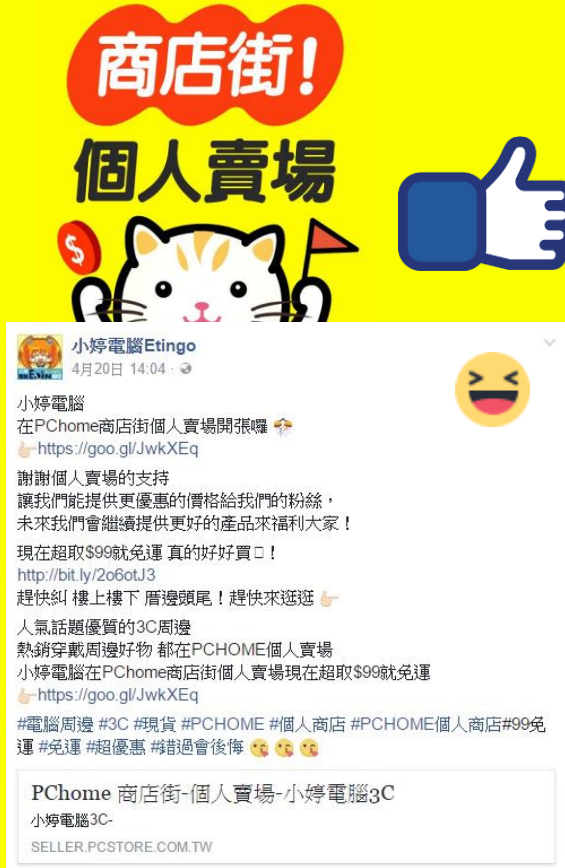 商店街!
個人賣場
$
小婷電腦Etingo
4月20日 14:04 ·
小婷電腦
在PChome商店街個人賣場開張囉
https://goo.gl/JwkXEq
謝謝個人賣場的支持
讓我們能提供更優惠的價格給我們的粉絲，
未來我們會繼續提供更好的產品來福利大家！
現在超取$99就免運 真的好好買□！
http://bit.ly/2o6otJ3
趕快糾 樓上樓下 厝邊頭尾！趕快來逛逛
人氣話題優質的3C周邊
熱銷穿戴周邊好物 都在PCHOME個人賣場
小婷電腦在PChome商店街個人賣場現在超取$99就免運
https://goo.gl/JwkXEq
#電腦周邊 #3C #現貨 #PCHOME #個人商店 #PCHOME個人商店#99免
運 #免運 #超優惠 #錯過會後悔
PChome 商店街-個人賣場-小婷電腦3C
小婷電腦3C-
SELLER.PCSTORE.COM.TW